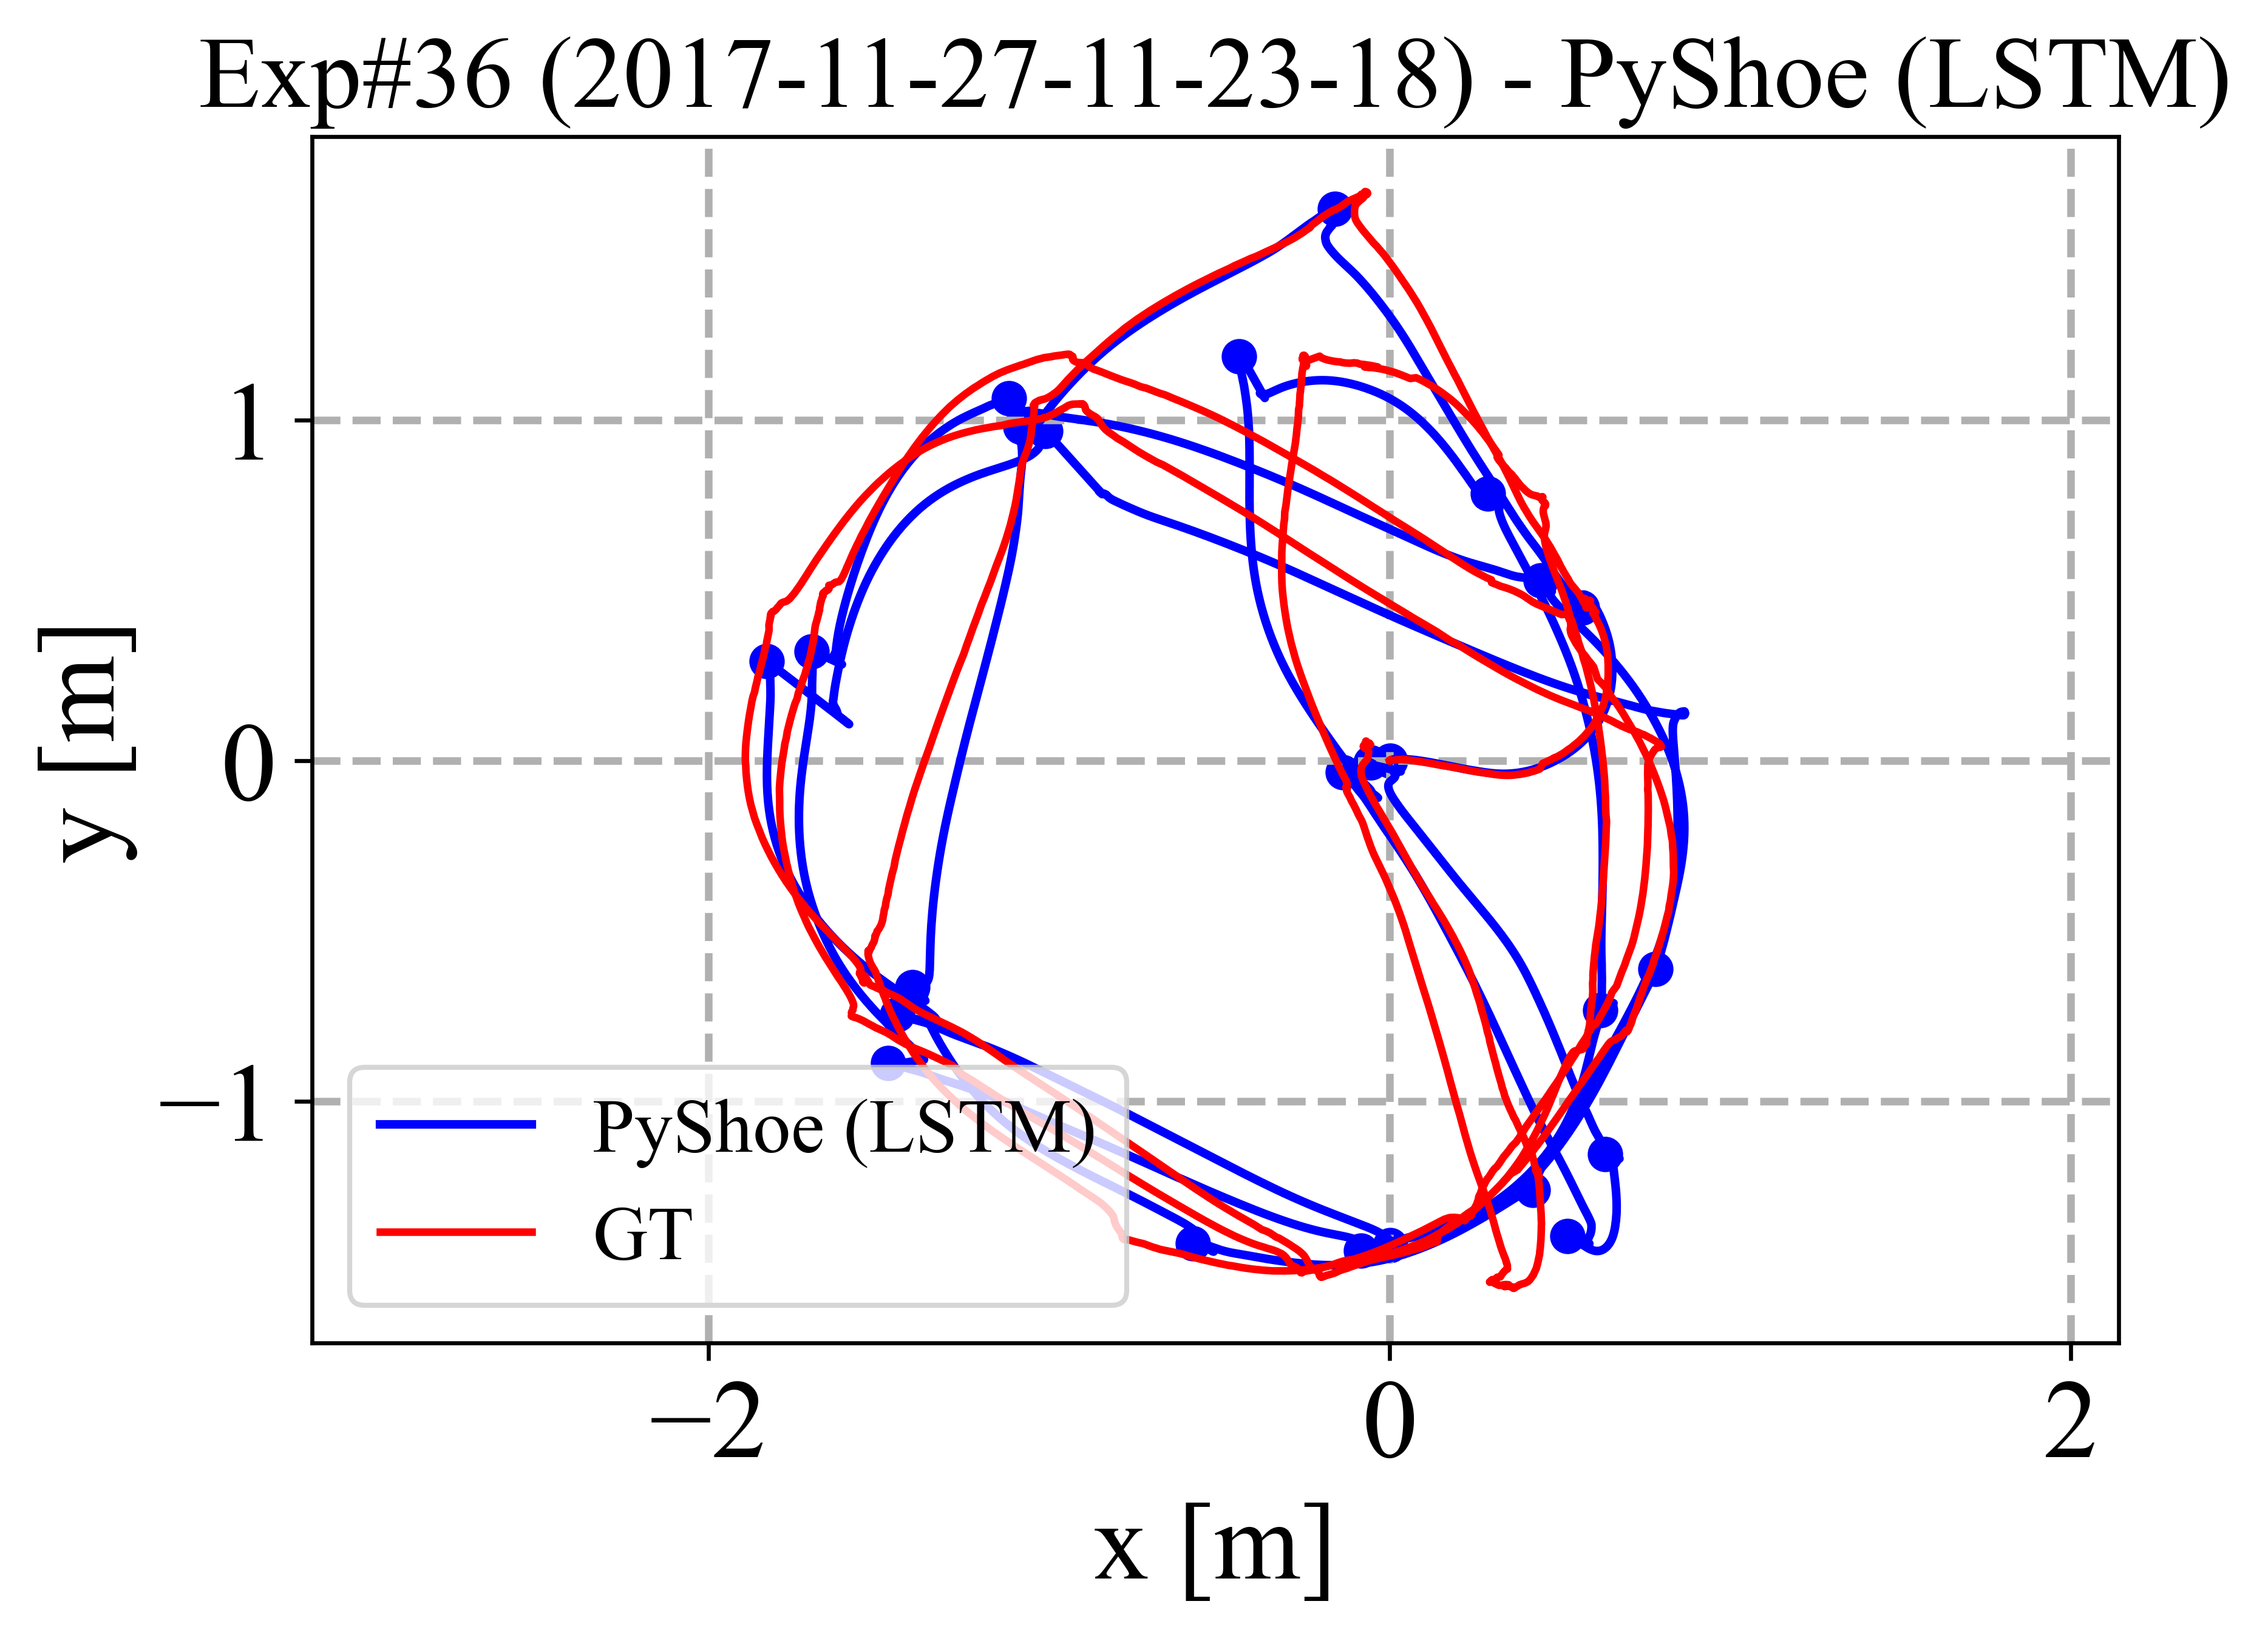 Exp#36 (2017-11-27-11-23-18) - PyShoe (LSTM)
y [m]
1
0
−1
PyShoe (LSTM)
GT
−2
0
2
x [m]